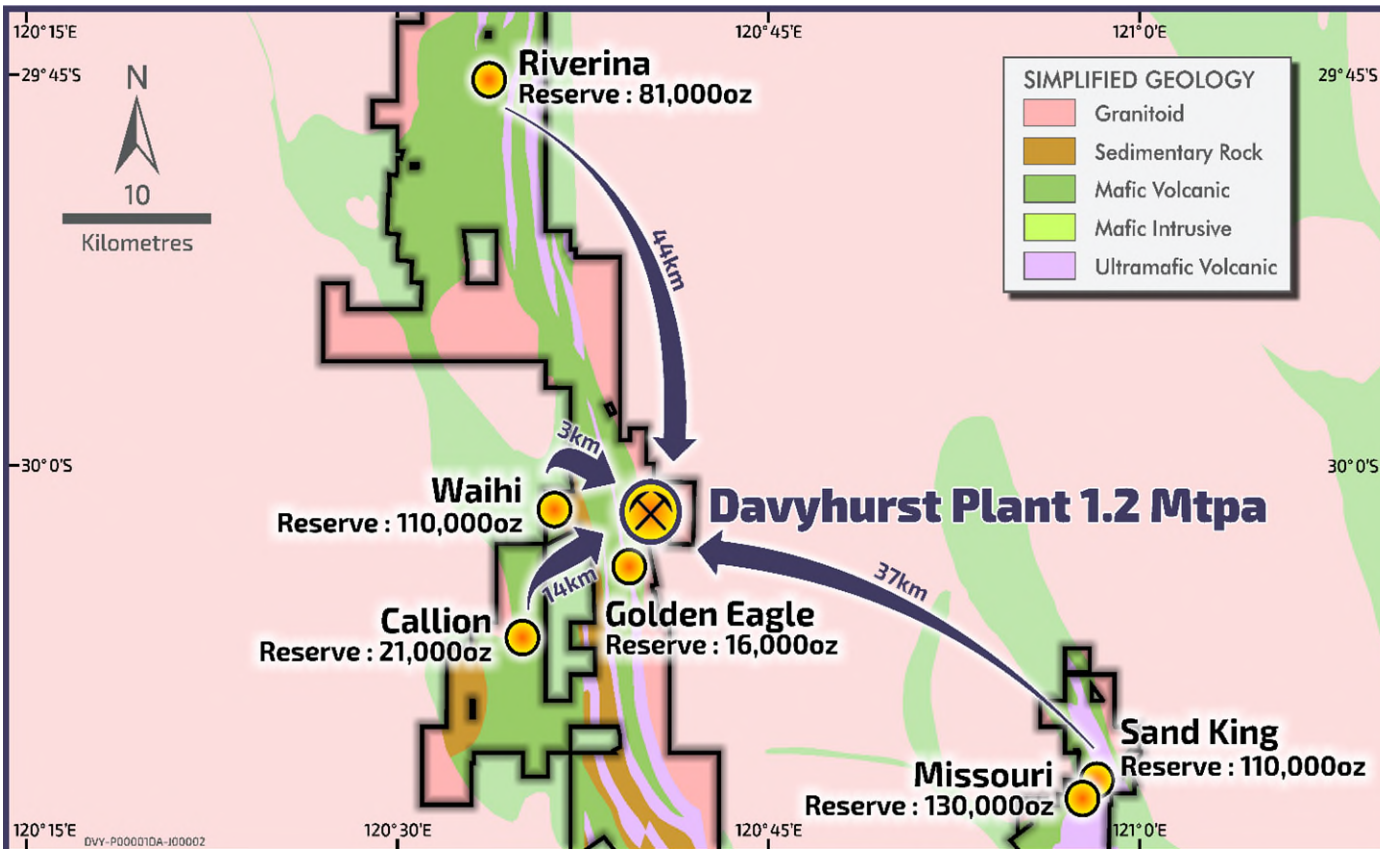 120°15'E
120°45'E
121°0'E
29°45'S
29°45'S
N
10
Kilometres
Riverina
Reserve : 81,000oz
SIMPLIFIED GEOLOGY
Granitoid
Sedimentary Rock
Mafic Volcanic
Mafic Intrusive
Ultramafic Volcanic
44km
30°0'S
30°0'S
3km
Waihi
Reserve : 110,000oz
Davyhurst Plant 1.2 Mtpa
14km
37km
Callion
Reserve : 21,000oz
Golden Eagle
Reserve : 16,000oz
Sand King
Reserve : 110,000oz
Missouri
Reserve : 130,000oz
120°15'E
120°30'E
120°45'E
121°0'E
DVY-P00001DA-J00002